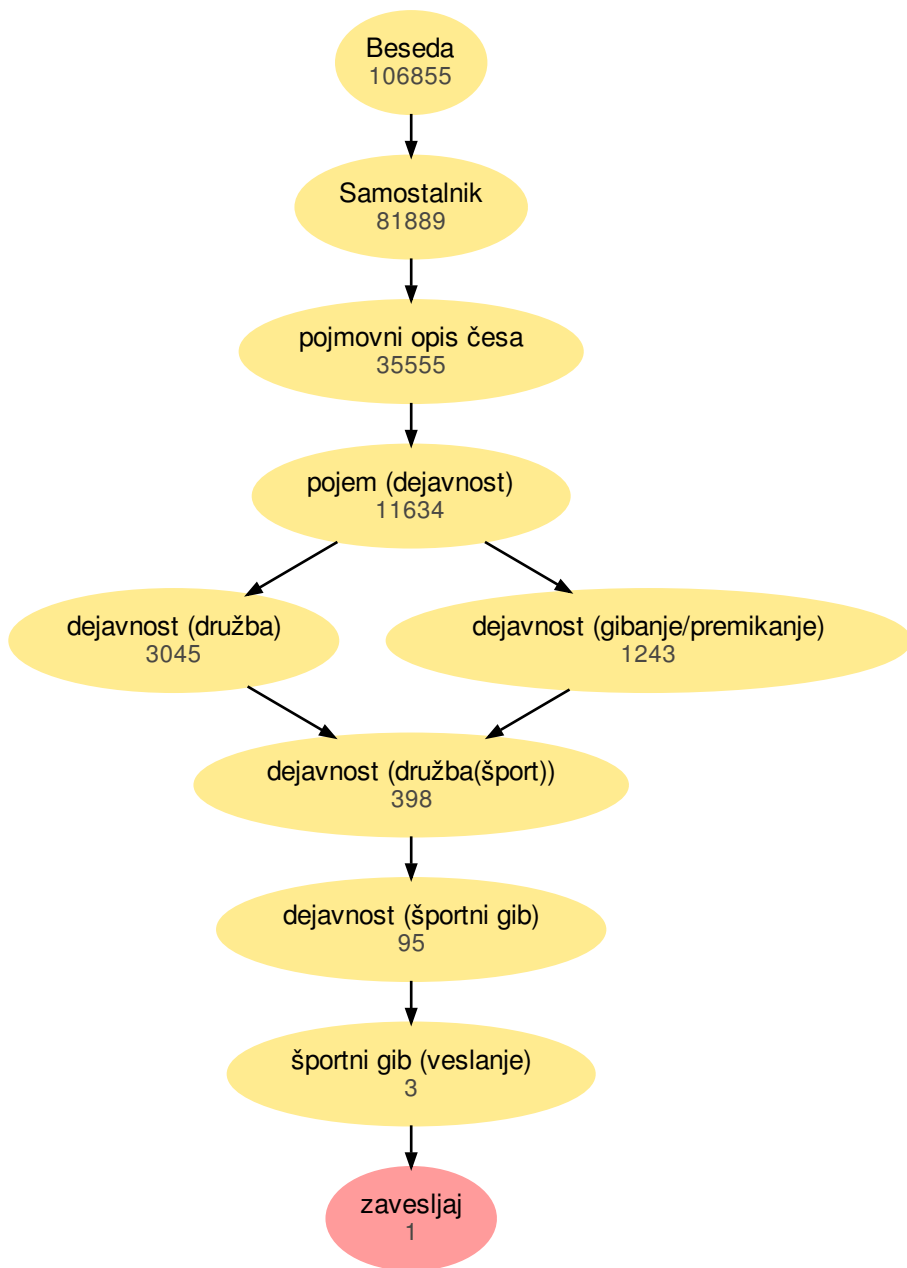 Beseda
106855
Samostalnik
81889
pojmovni opis česa
35555
pojem (dejavnost)
11634
dejavnost (družba)
3045
dejavnost (gibanje/premikanje)
1243
dejavnost (družba(šport))
398
dejavnost (športni gib)
95
športni gib (veslanje)
3
zavesljaj
1